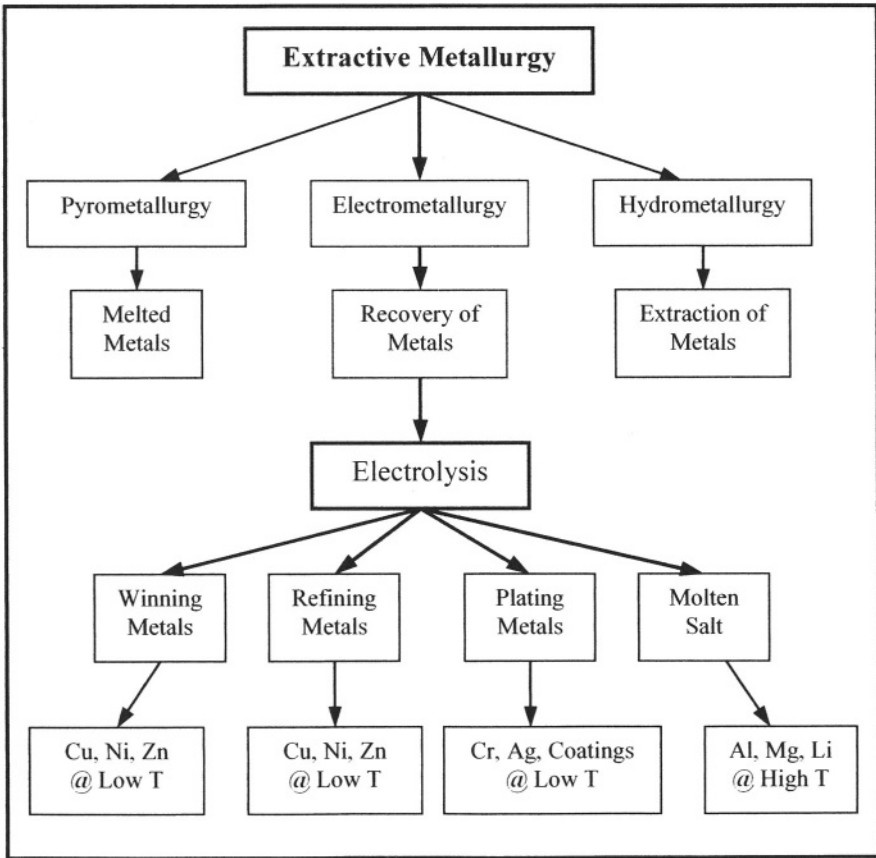 Extractive Metallurgy
Pyrometallurgy
Electrometallurgy
Hydrometallurgy
Melted
Metals
Recovery of
Metals
Extraction of
Metals
Electrolysis
Winning
Metals
Refining
Metals
Plating
Metals
Molten
Salt
Cu, Ni, Zn
@ Low T
Cu, Ni, Zn
@ Low T
Cr, Ag, Coatings
@ Low T
Al, Mg, Li
@ High T